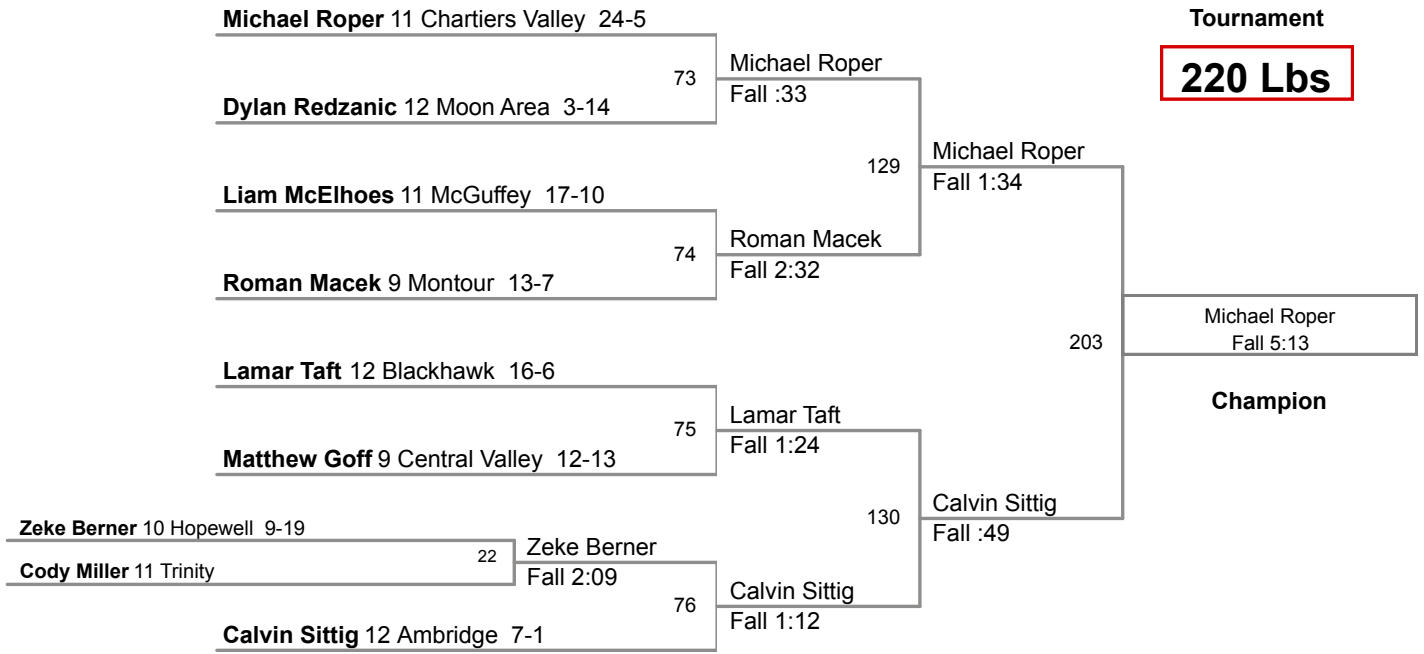 Michael Roper 11 Chartiers Valley 24-5
Tournament
220 Lbs
73
Michael Roper
Fall :33
Dylan Redzanic 12 Moon Area 3-14
129
Michael Roper
Fall 1:34
Liam McElhoes 11 McGuffey 17-10
74
Roman Macek
Fall 2:32
Roman Macek 9 Montour 13-7
203
Michael Roper
Fall 5:13
Champion
Lamar Taft 12 Blackhawk 16-6
75
Lamar Taft
Fall 1:24
Matthew Goff 9 Central Valley 12-13
130
Calvin Sittig
Fall :49
Zeke Berner 10 Hopewell 9-19
22
Zeke Berner
Fall 2:09
Cody Miller 11 Trinity
76
Calvin Sittig
Fall 1:12
Calvin Sittig 12 Ambridge 7-1